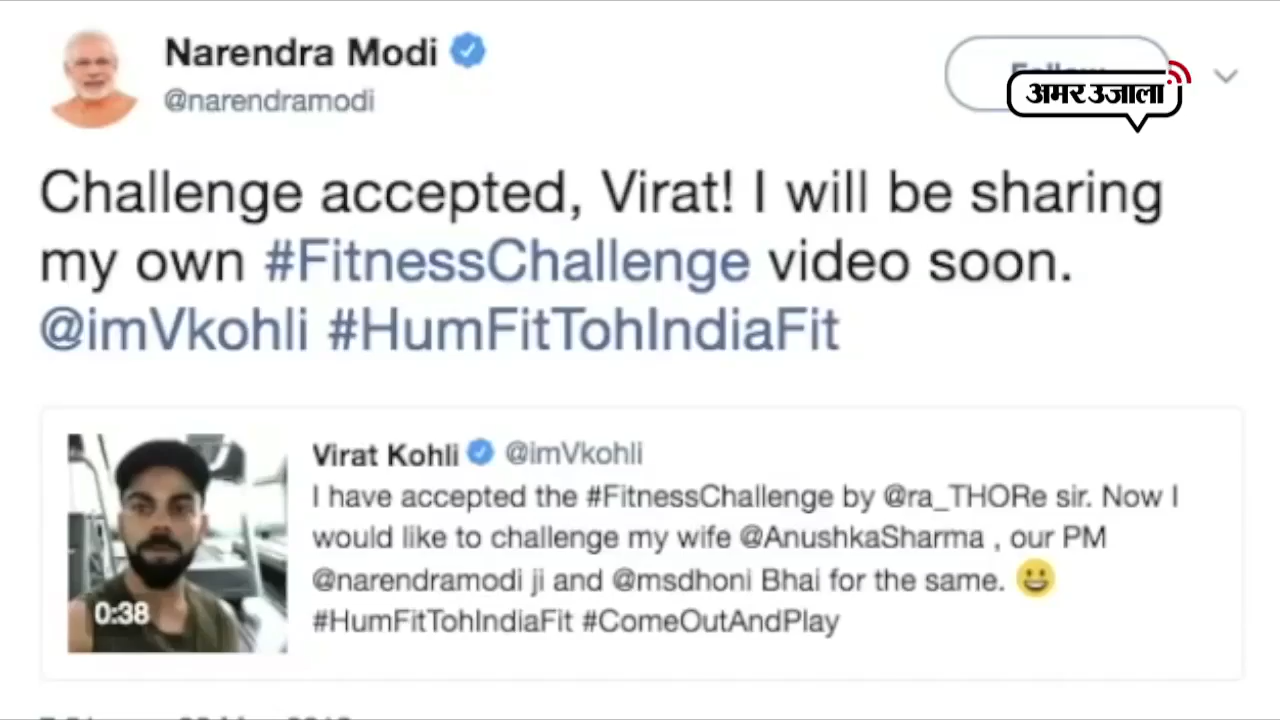 Narendra Modi
@narendramodi
अमर उजाला
Challenge accepted, Virat! I will be sharing
my own #FitnessChallenge video soon.
@imVkohli #HumFitTohIndiaFit
Virat Kohli @imVkohli
I have accepted the #FitnessChallenge by @ra_THORe sir. Now I
would like to challenge my wife @AnushkaSharma , our PM
@narendramodi ji and @msdhoni Bhai for the same. 😀
#HumFitTohIndiaFit #ComeOutAndPlay
0:38